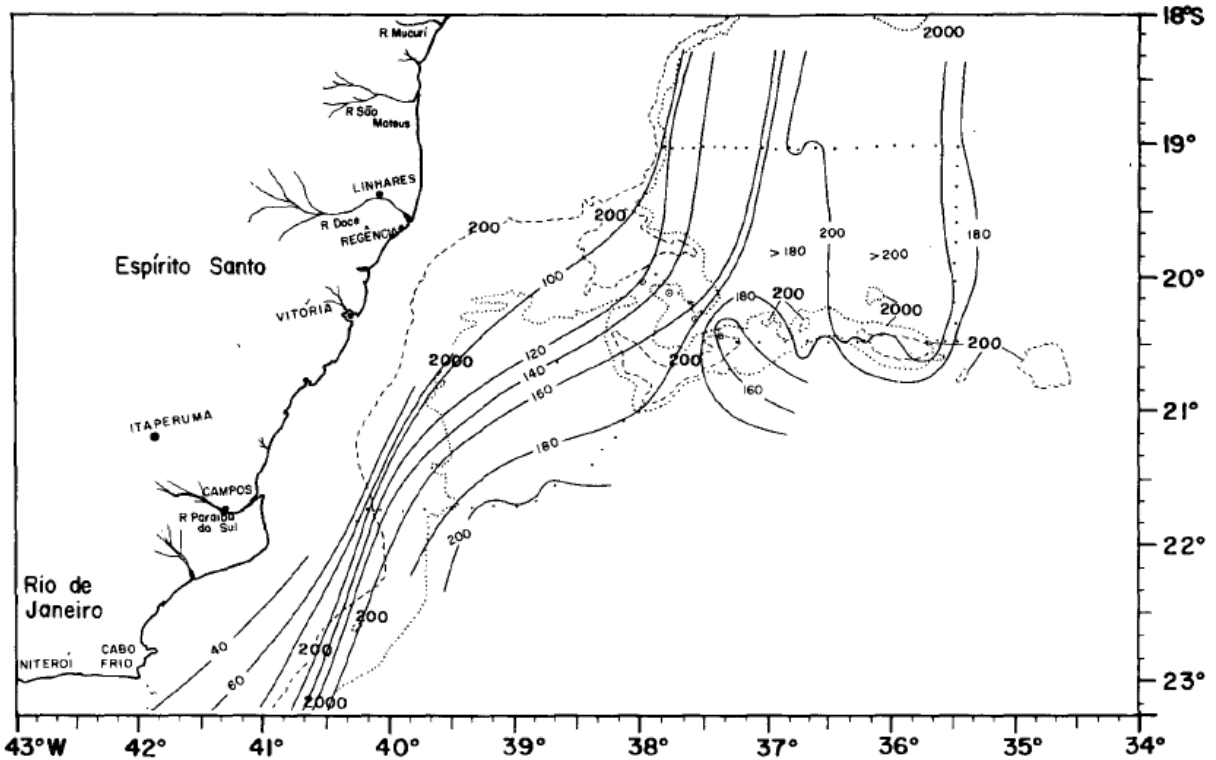 18°S
R Mucurí
2000
R São
Mateus
19°
LINHARES
R Doce
REGÊNCIA
200
200
Espírito Santo
100
200
180
>180
>200
20°
VITÓRIA
180
200
2000
2000
120
140
160
200
200
160
21°
ITAPERUMA
180
CAMPOS
R Paraíba
do Sul
200
22°
Rio de
Janeiro
200
40
200
NITEROÍ
CABO
FRIO
60
2000
23°
43°W
42°
41°
40°
39°
38°
37°
36°
35°
34°